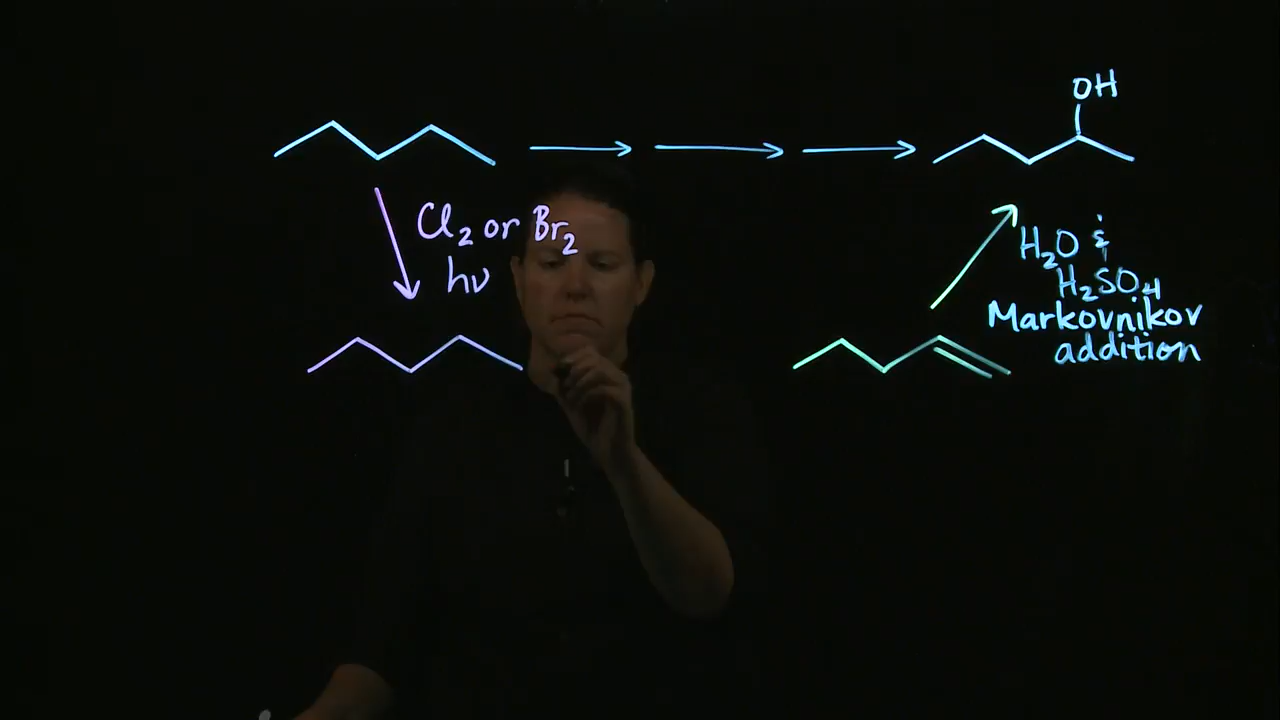 OH
Cl2 or Br2
hν
H2O &
H2SO4
Markovnikov
addition